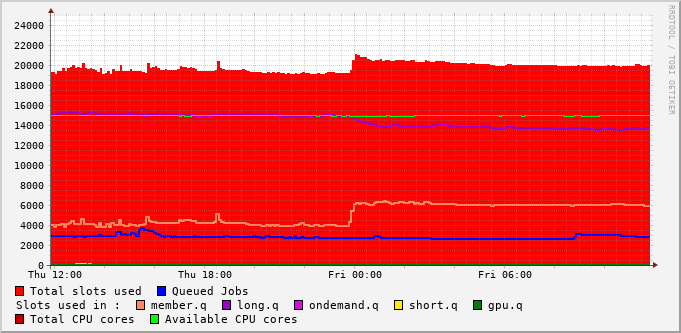 RRDTOOL / TOBI OETIKER
24000
22000
20000
18000
16000
14000
12000
10000
8000
6000
4000
2000
0
Thu 12:00 Thu 18:00 Fri 00:00 Fri 06:00
Total slots used Queued Jobs
Slots used in : member.q long.q ondemand.q short.q gpu.q
Total CPU cores Available CPU cores